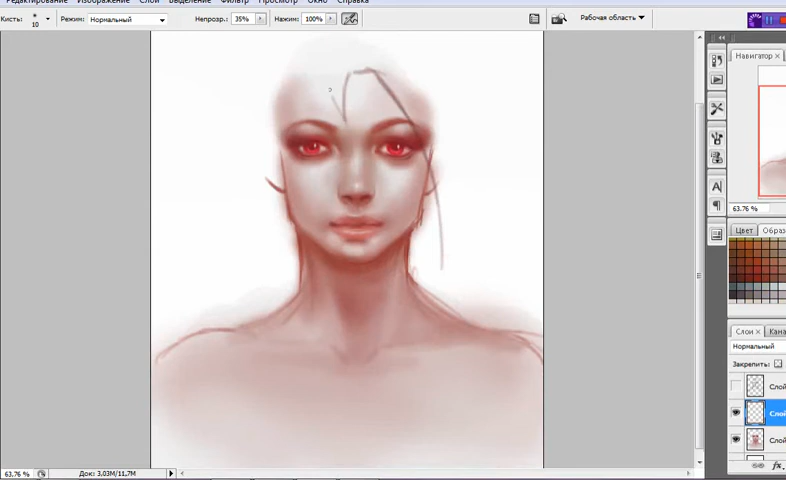 Редактирование Изображение Слои Выделение Фильтр Просмотр Окно Справка
Кисть: 10 Режим: Нормальный Непрозр.: 35% Нажим: 100% Рабочая область
Навигатор ×
63.76 %
Цвет Образ
Слои × Кана
Нормальный
Закрепить:
Слой
Слой
Слой
fx.
63.76 % Док: 3,03M/11,7M